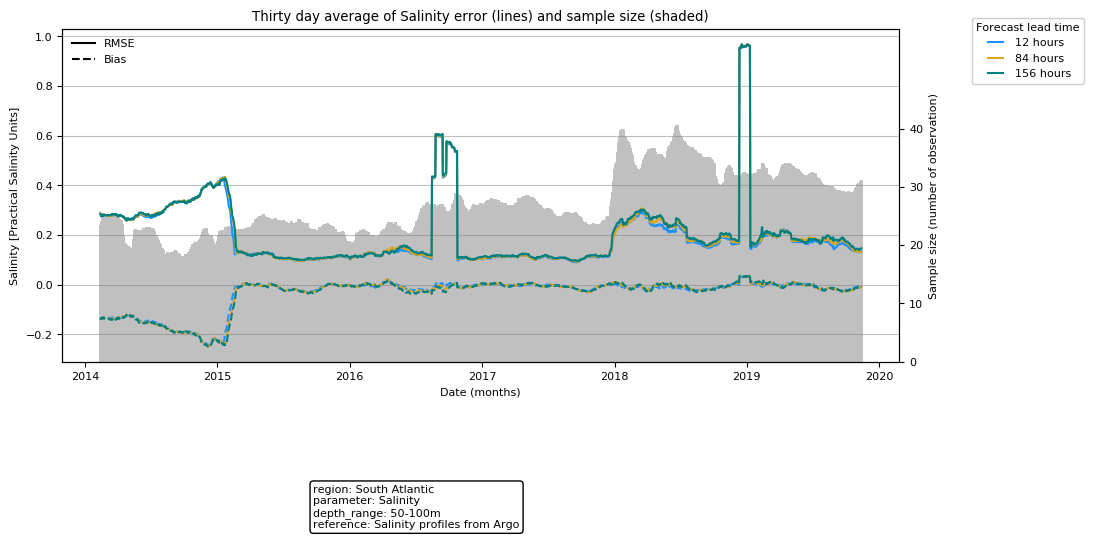 Thirty day average of Salinity error (lines) and sample size (shaded)
RMSE
Bias
Forecast lead time
12 hours
84 hours
156 hours
Salinity [Practical Salinity Units]
1.0
0.8
0.6
0.4
0.2
0.0
−0.2
Sample size (number of observation)
40
30
20
10
0
2014 2015 2016 2017 2018 2019 2020
Date (months)
region: South Atlantic
parameter: Salinity
depth_range: 50-100m
reference: Salinity profiles from Argo